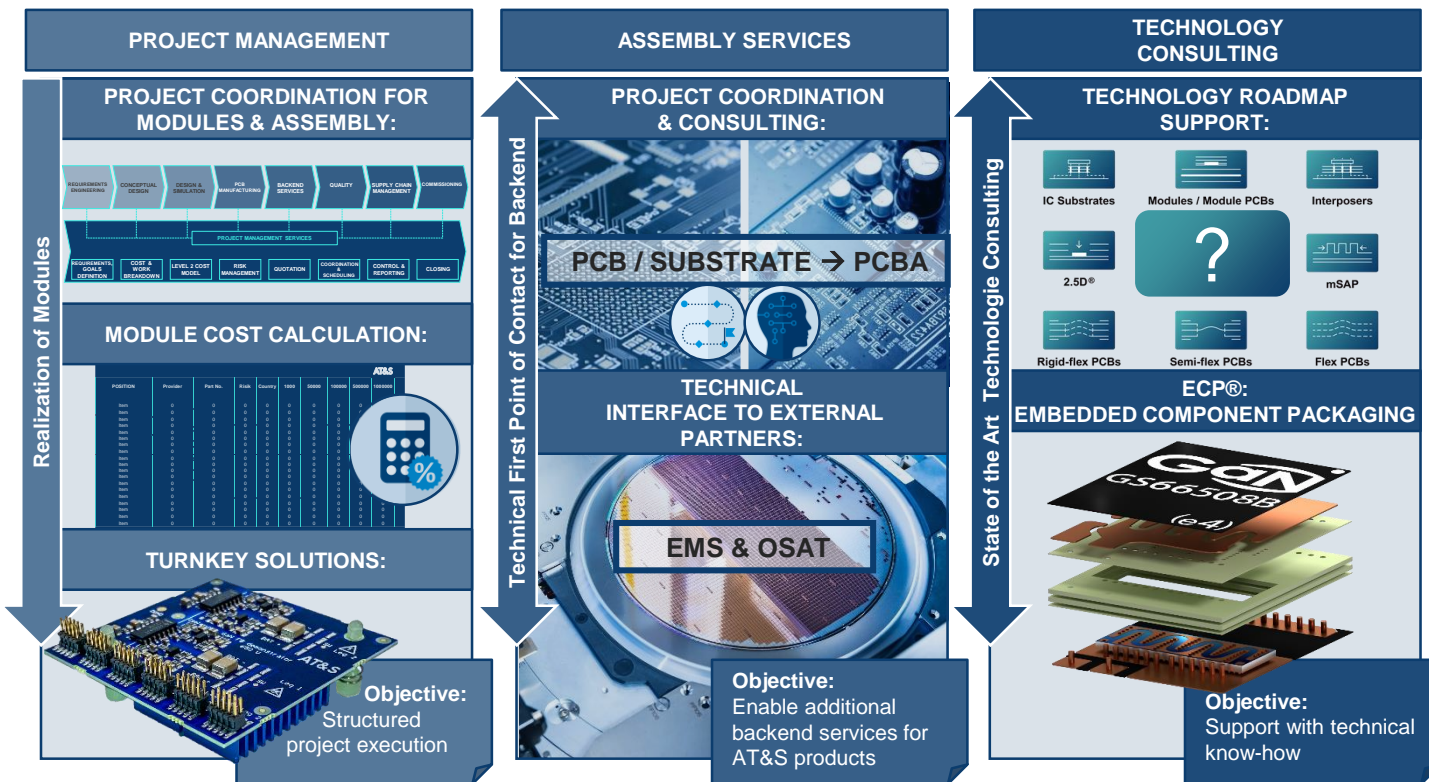 PROJECT MANAGEMENT
Realization of Modules
PROJECT COORDINATION FOR
MODULES & ASSEMBLY:
REQUIREMENTS
ENGINEERING
CONCEPTUAL
DESIGN
DESIGN &
SIMULATION
PCB
MANUFACTURING
BACKEND
SERVICES
QUALITY
SUPPLY CHAIN
MANAGEMENT
COMMISSIONING
PROJECT MANAGEMENT SERVICES
REQUIREMENTS,
GOALS
DEFINITION
COST &
WORK
BREAKDOWN
LEVEL 2 COST
MODEL
RISK
MANAGEMENT
QUOTATION
COORDINATION
&
SCHEDULING
CONTROL &
REPORTING
CLOSING
MODULE COST CALCULATION:
AT&S
POSITION Provider Part No. Risik Country 1000 50000 100000 500000 1000000
TURNKEY SOLUTIONS:
AT&S
Objective:
Structured
project execution
ASSEMBLY SERVICES
Technical First Point of Contact for Backend
PROJECT COORDINATION
& CONSULTING:
PCB / SUBSTRATE → PCBA
TECHNICAL
INTERFACE TO EXTERNAL
PARTNERS:
EMS & OSAT
Objective:
Enable additional
backend services for
AT&S products
TECHNOLOGY
CONSULTING
State of the Art Technologie Consulting
TECHNOLOGY ROADMAP
SUPPORT:
IC Substrates
Modules / Module PCBs
Interposers
2.5D®
?
mSAP
Rigid-flex PCBs
Semi-flex PCBs
Flex PCBs
ECP®:
EMBEDDED COMPONENT PACKAGING
GaN
GS66508B
(e4)
Objective:
Support with technical
know-how